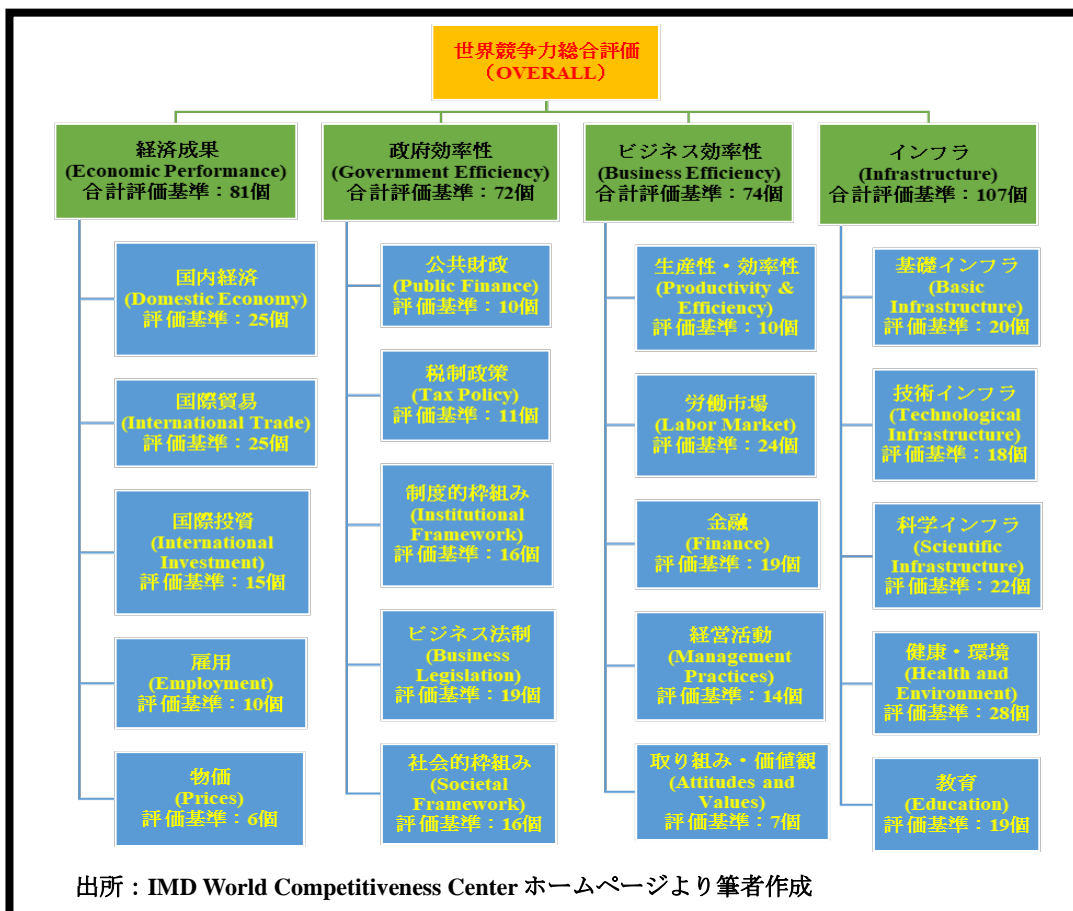 世界競争力総合評価
（OVERALL）
経済成果
(Economic Performance)
合計評価基準：81個
国内経済
(Domestic Economy)
評価基準：25個
国際貿易
(International Trade)
評価基準：25個
国際投資
(International
Investment)
評価基準：15個
雇用
(Employment)
評価基準：10個
物価
(Prices)
評価基準：6個
政府効率性
(Government Efficiency)
合計評価基準：72個
公共財政
(Public Finance)
評価基準：10個
税制政策
(Tax Policy)
評価基準：11個
制度的枠組み
(Institutional
Framework)
評価基準：16個
ビジネス法制
(Business
Legislation)
評価基準：19個
社会的枠組み
(Societal
Framework)
評価基準：16個
ビジネス効率性
(Business Efficiency)
合計評価基準：74個
生産性・効率性
(Productivity &
Efficiency)
評価基準：10個
労働市場
(Labor Market)
評価基準：24個
金融
(Finance)
評価基準：19個
経営活動
(Management
Practices)
評価基準：14個
取り組み・価値観
(Attitudes and
Values)
評価基準：7個
インフラ
(Infrastructure)
合計評価基準：107個
基礎インフラ
(Basic
Infrastructure)
評価基準：20個
技術インフラ
(Technological
Infrastructure)
評価基準：18個
科学インフラ
(Scientific
Infrastructure)
評価基準：22個
健康・環境
(Health and
Environment)
評価基準：28個
教育
(Education)
評価基準：19個
出所：IMD World Competitiveness Center ホームページより筆者作成